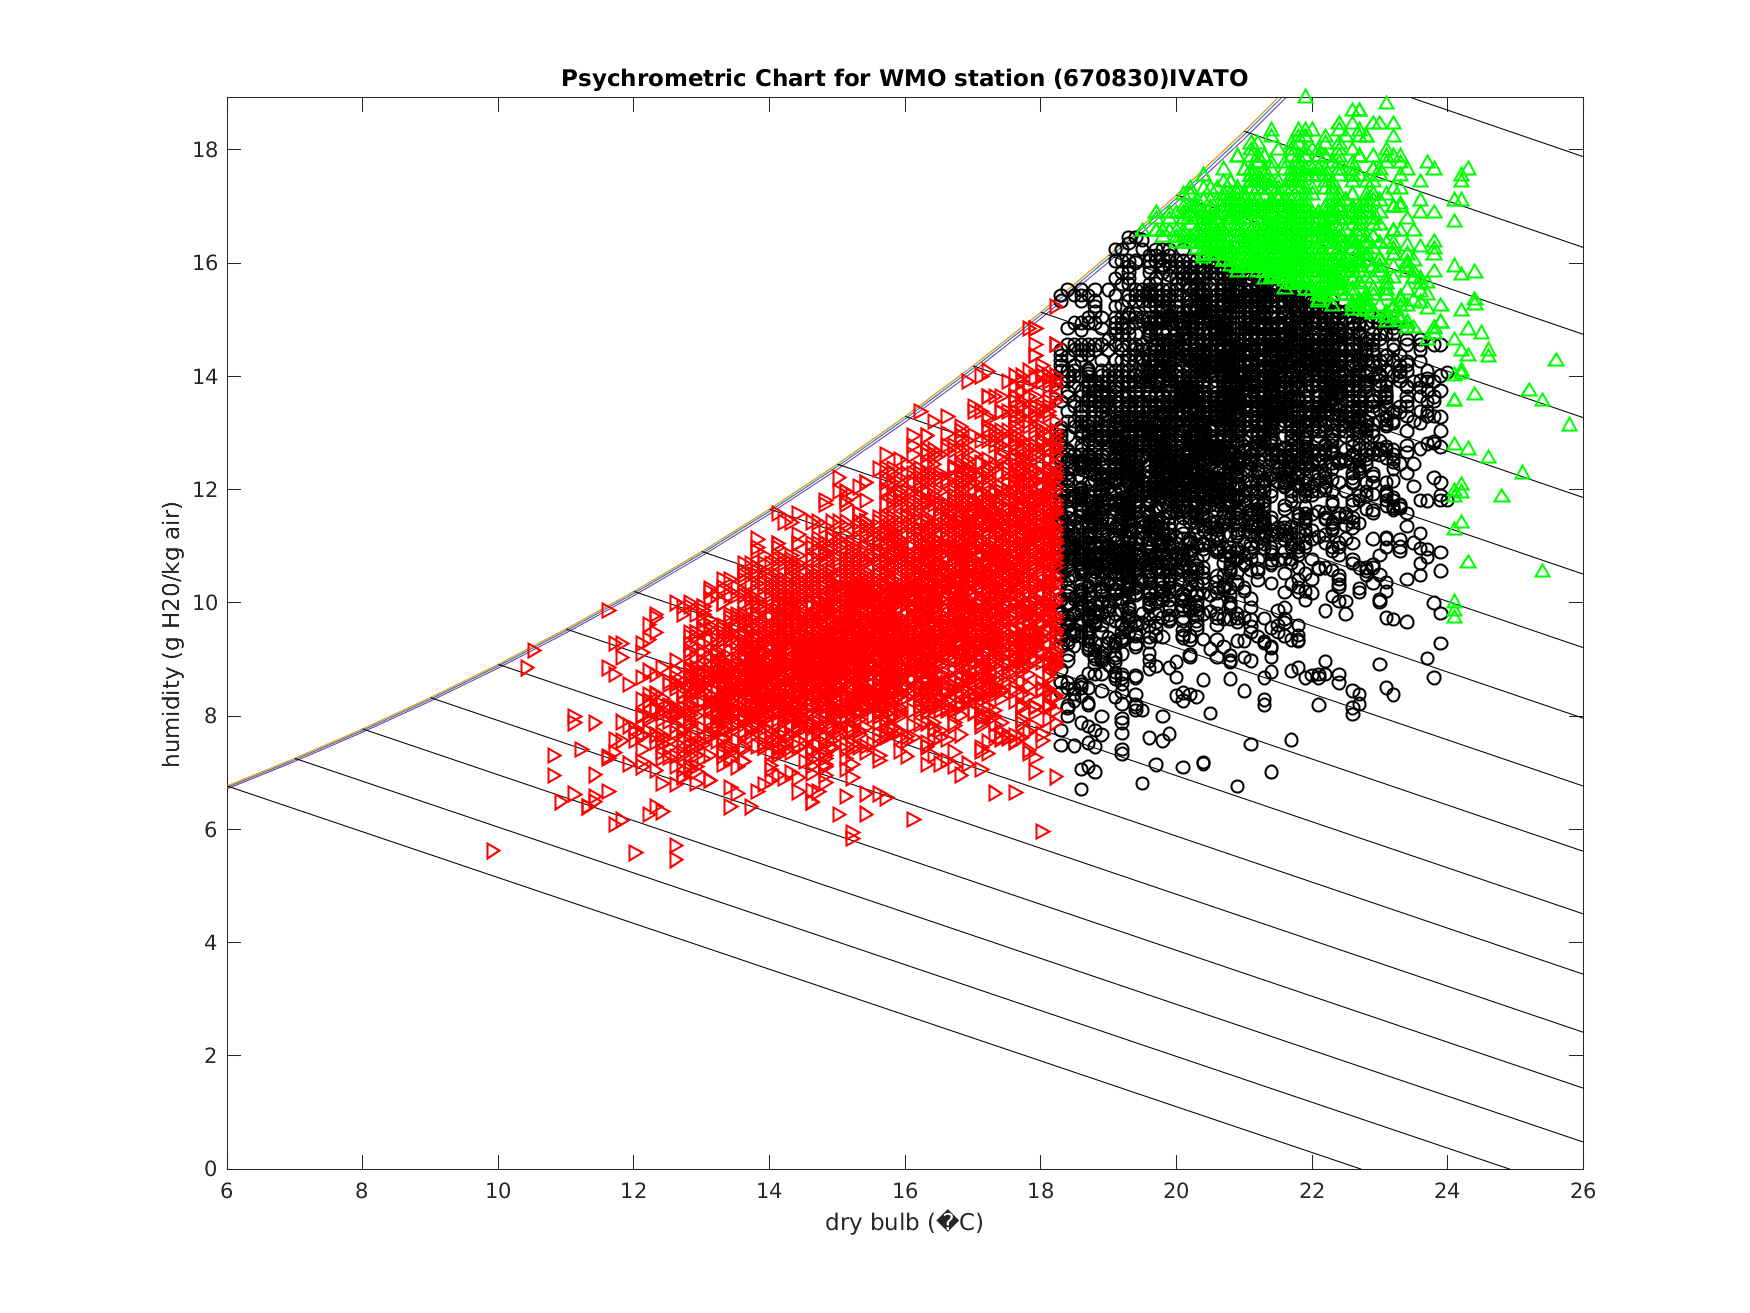 Psychrometric Chart for WMO station (670830)IVATO
18
16
14
12
10
8
6
4
2
0
humidity (g H20/kg air)
6 8 10 12 14 16 18 20 22 24 26
dry bulb (�C)